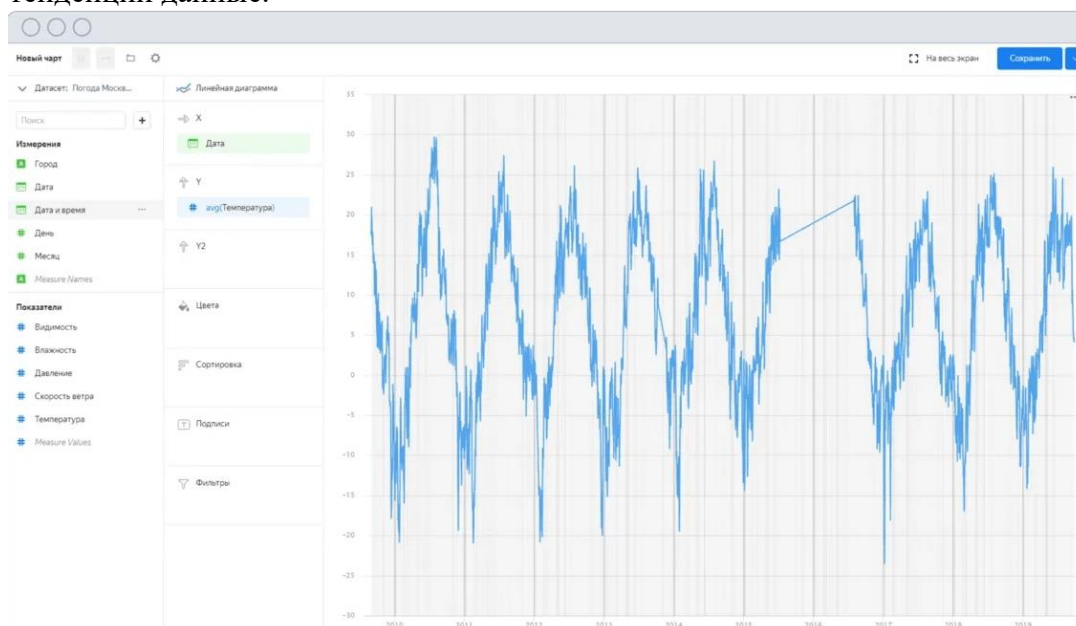 тенденции данные.
Новый чарт
На весь экран
Сохранить
Датасет: Погода Москв...
Поиск
+
Измерения
Город
Дата
Дата и время
День
Месяц
Measure Names
Показатели
Видимость
Влажность
Давление
Скорость ветра
Температура
Measure Values
Линейная диаграмма
X
Дата
Y
avg(Температура)
Y2
Цвета
Сортировка
Подписи
Фильтры
35
30
25
20
15
10
5
0
-5
-10
-15
-20
-25
-30
2010 2011 2012 2013 2014 2015 2016 2017 2018 2019